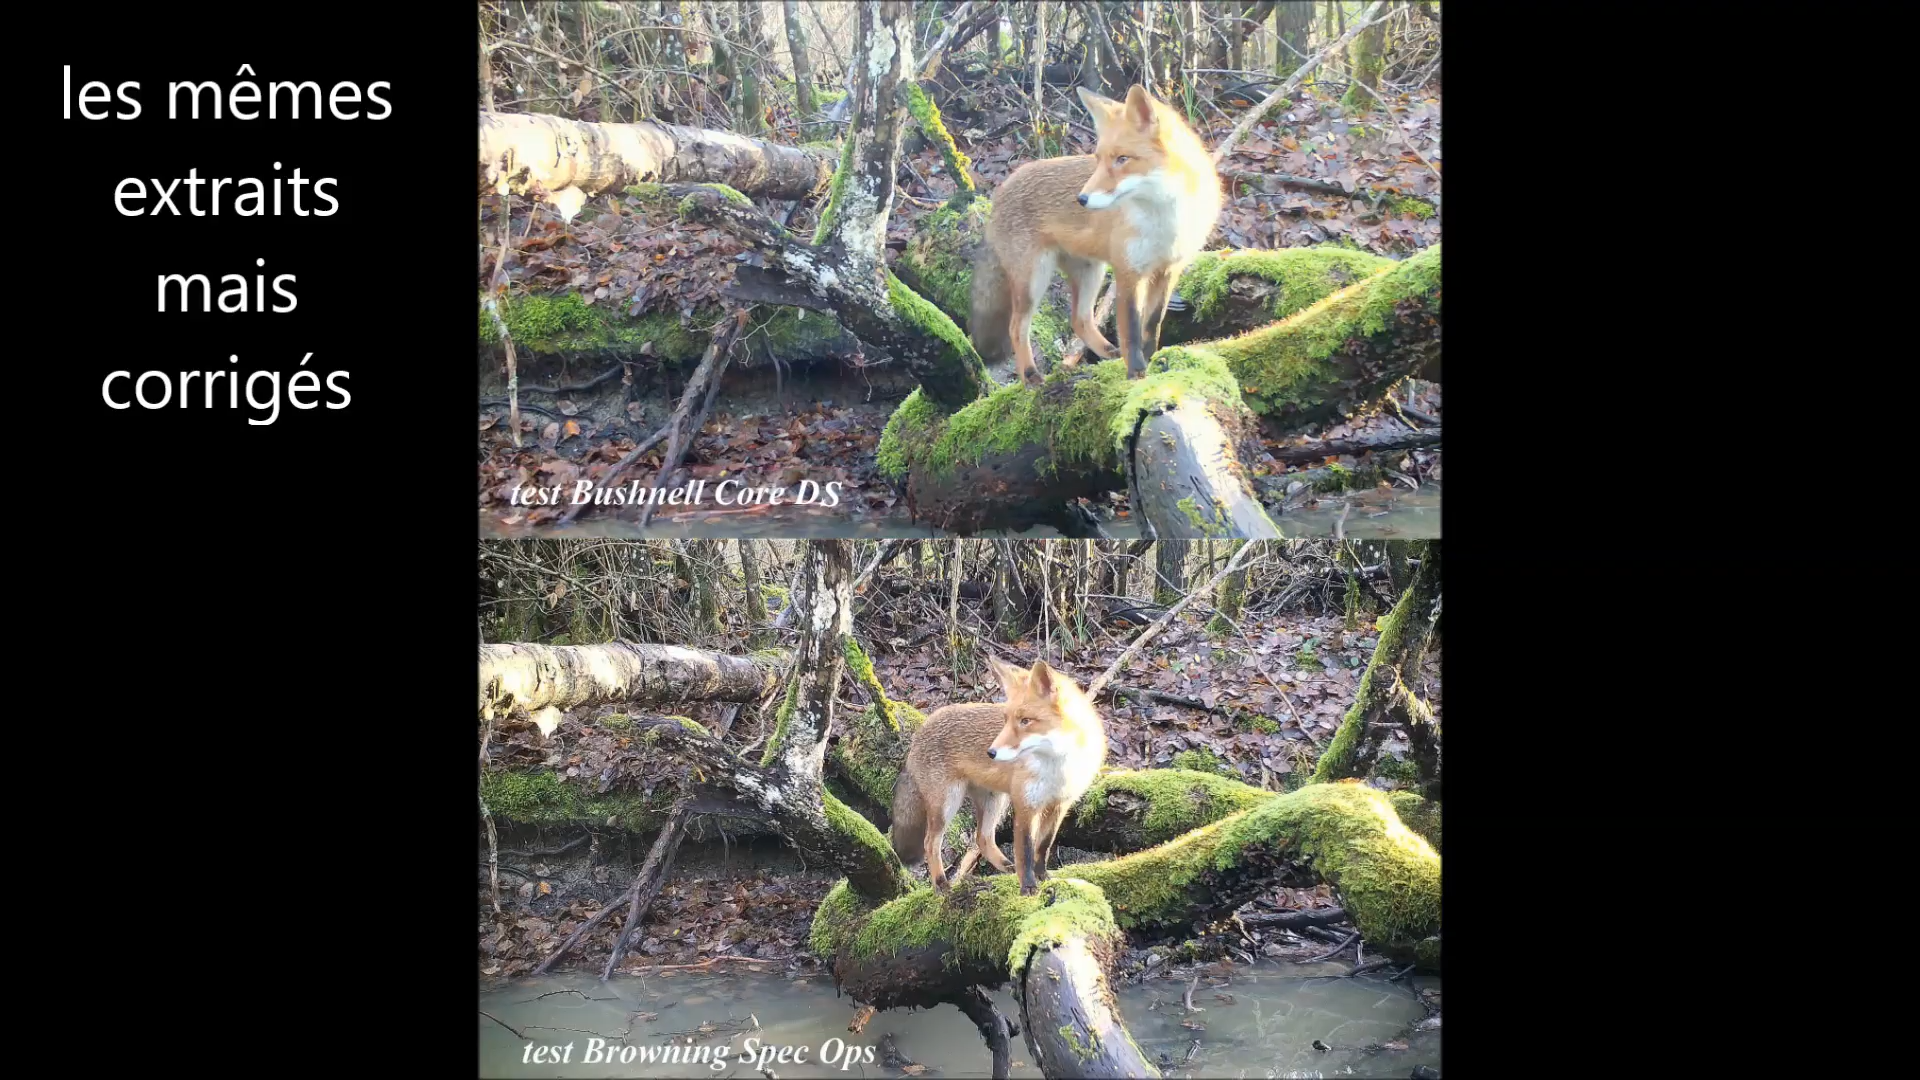 les mêmes
extraits
mais
corrigés
test Bushnell Core DS
test Browning Spec Ops